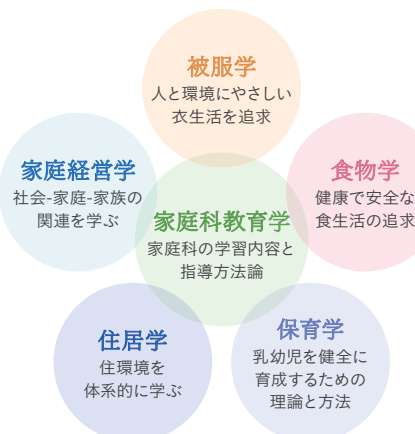 被服学
人と環境にやさしい
衣生活を追求
家庭経営学
社会-家庭-家族の
関連を学ぶ
食物学
健康で安全な
食生活の追求
家庭科教育学
家庭科の学習内容と
指導方法論
住居学
住環境を
体系的に学ぶ
保育学
乳幼児を健全に
育成するための
理論と方法